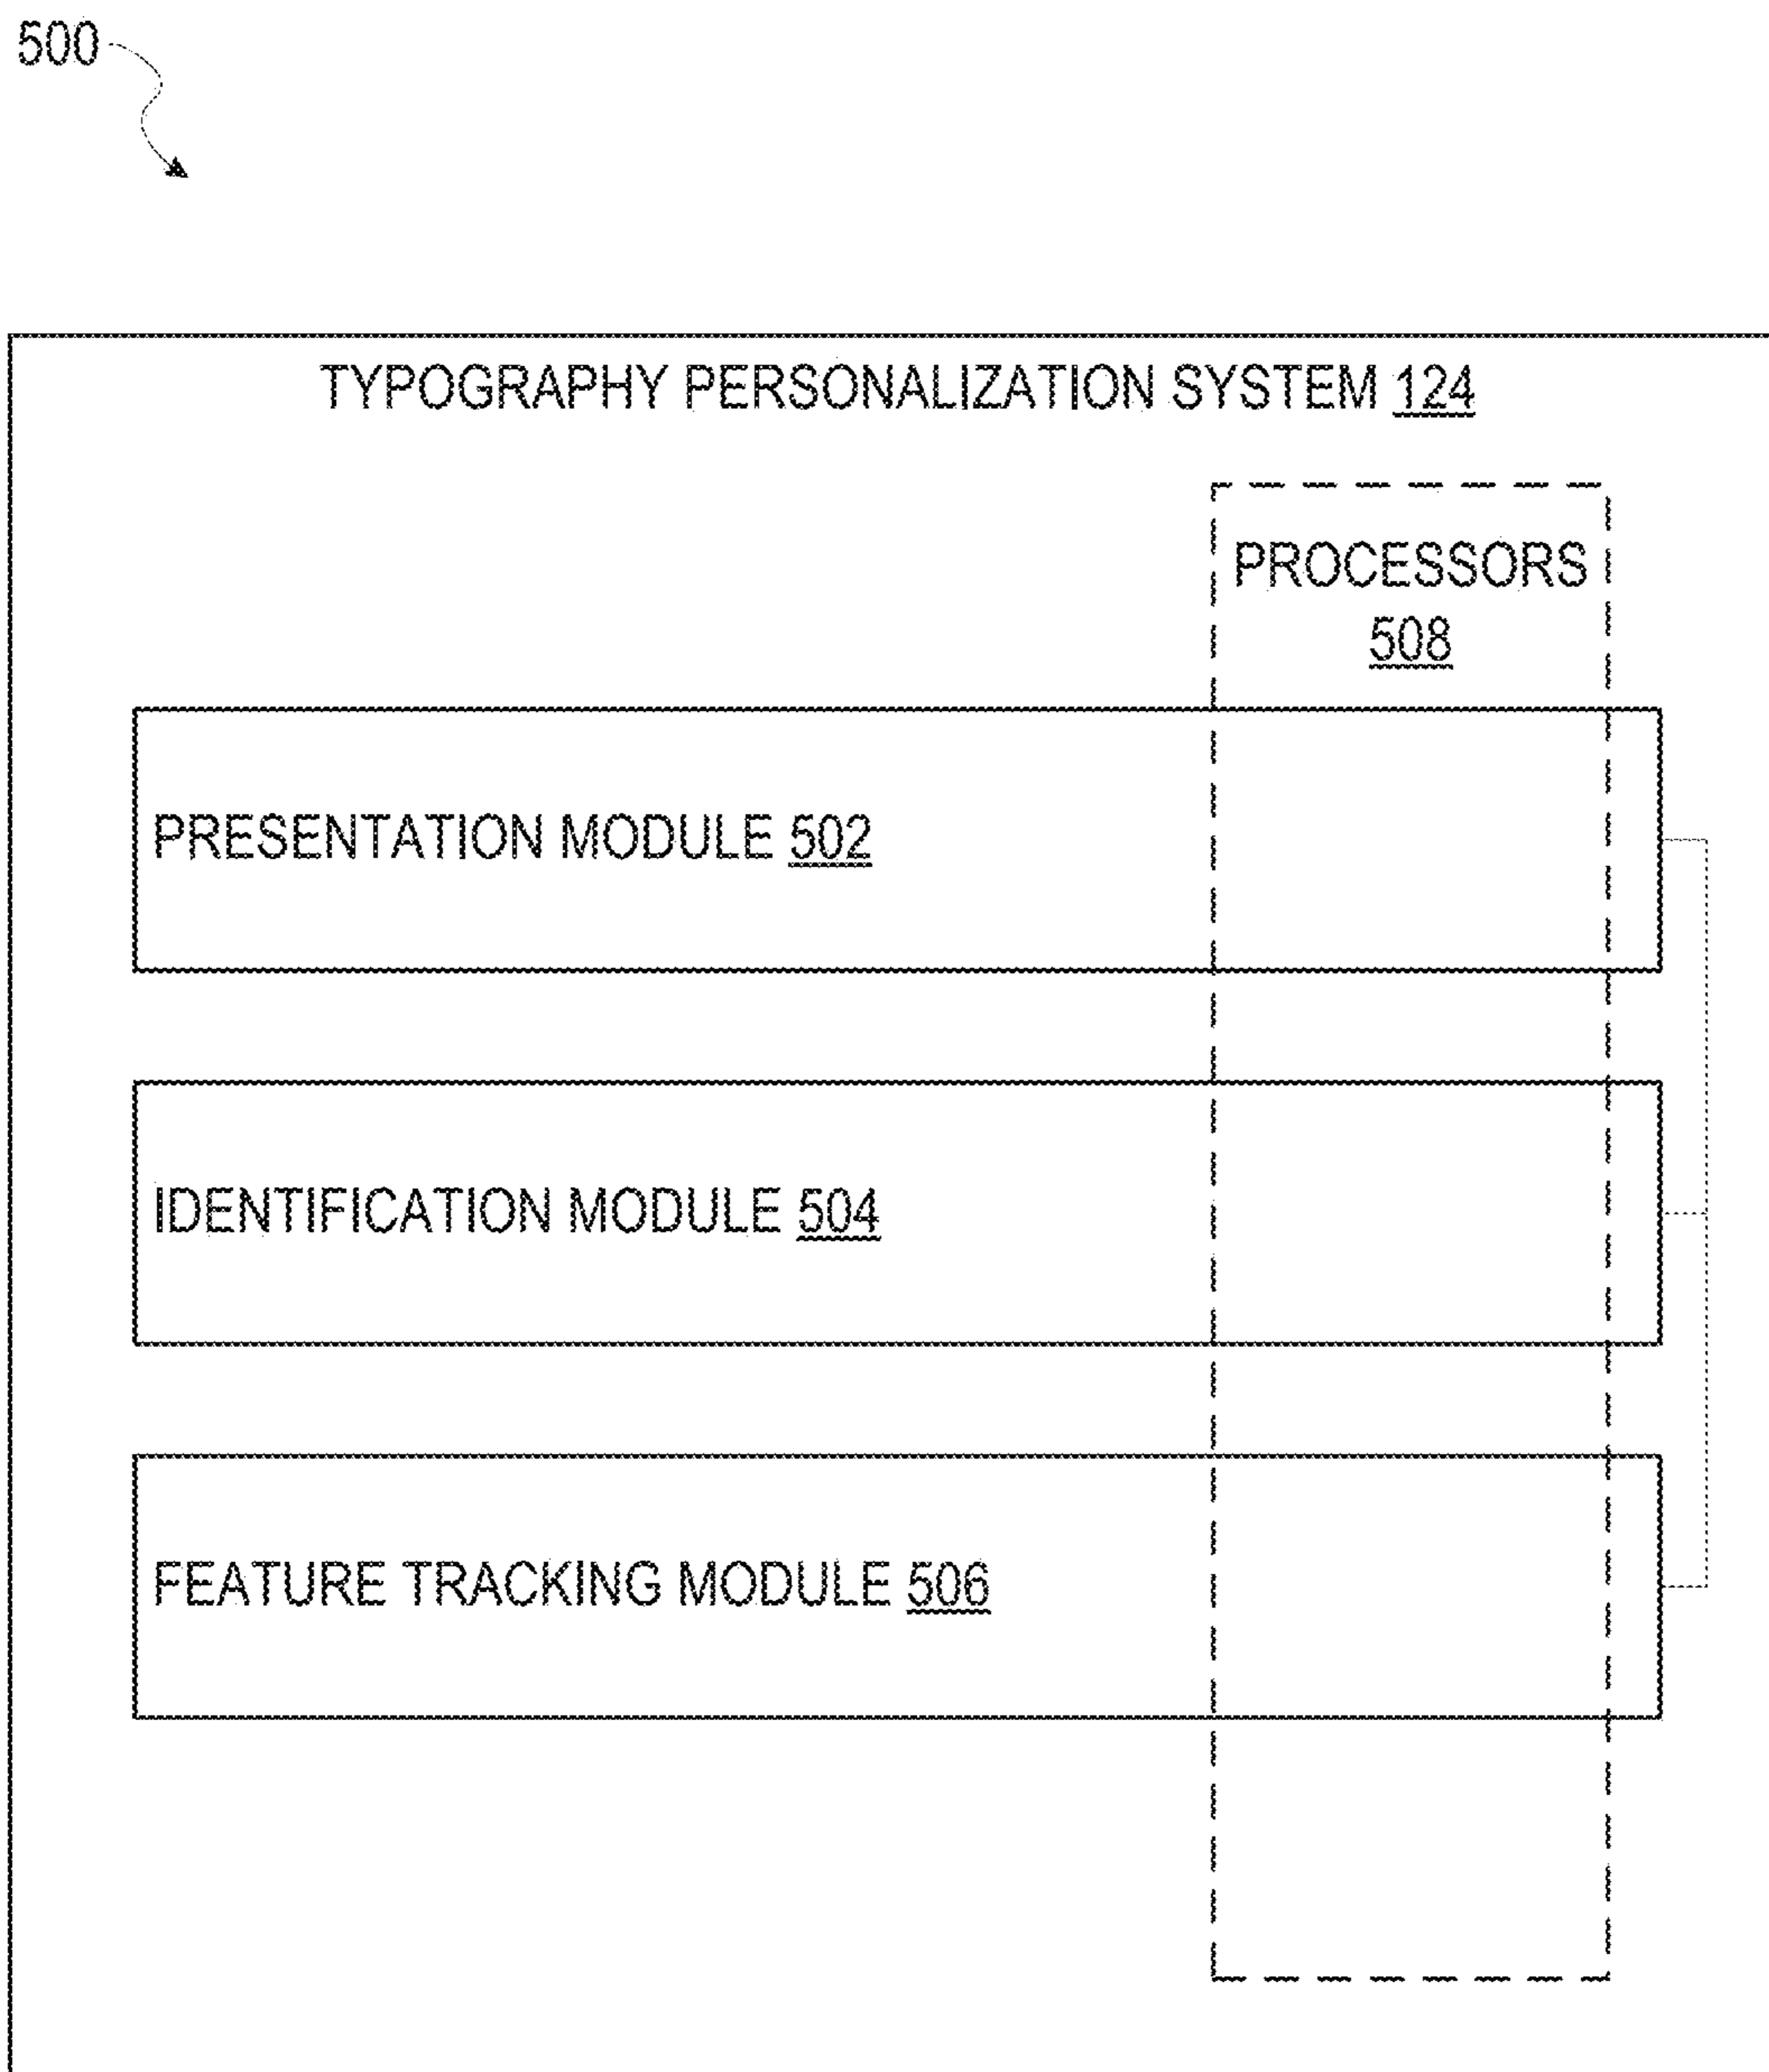 500
TYPOGRAPHY PERSONALIZATION SYSTEM 124
PROCESSORS
508
PRESENTATION MODULE 502
IDENTIFICATION MODULE 504
FEATURE TRACKING MODULE 506